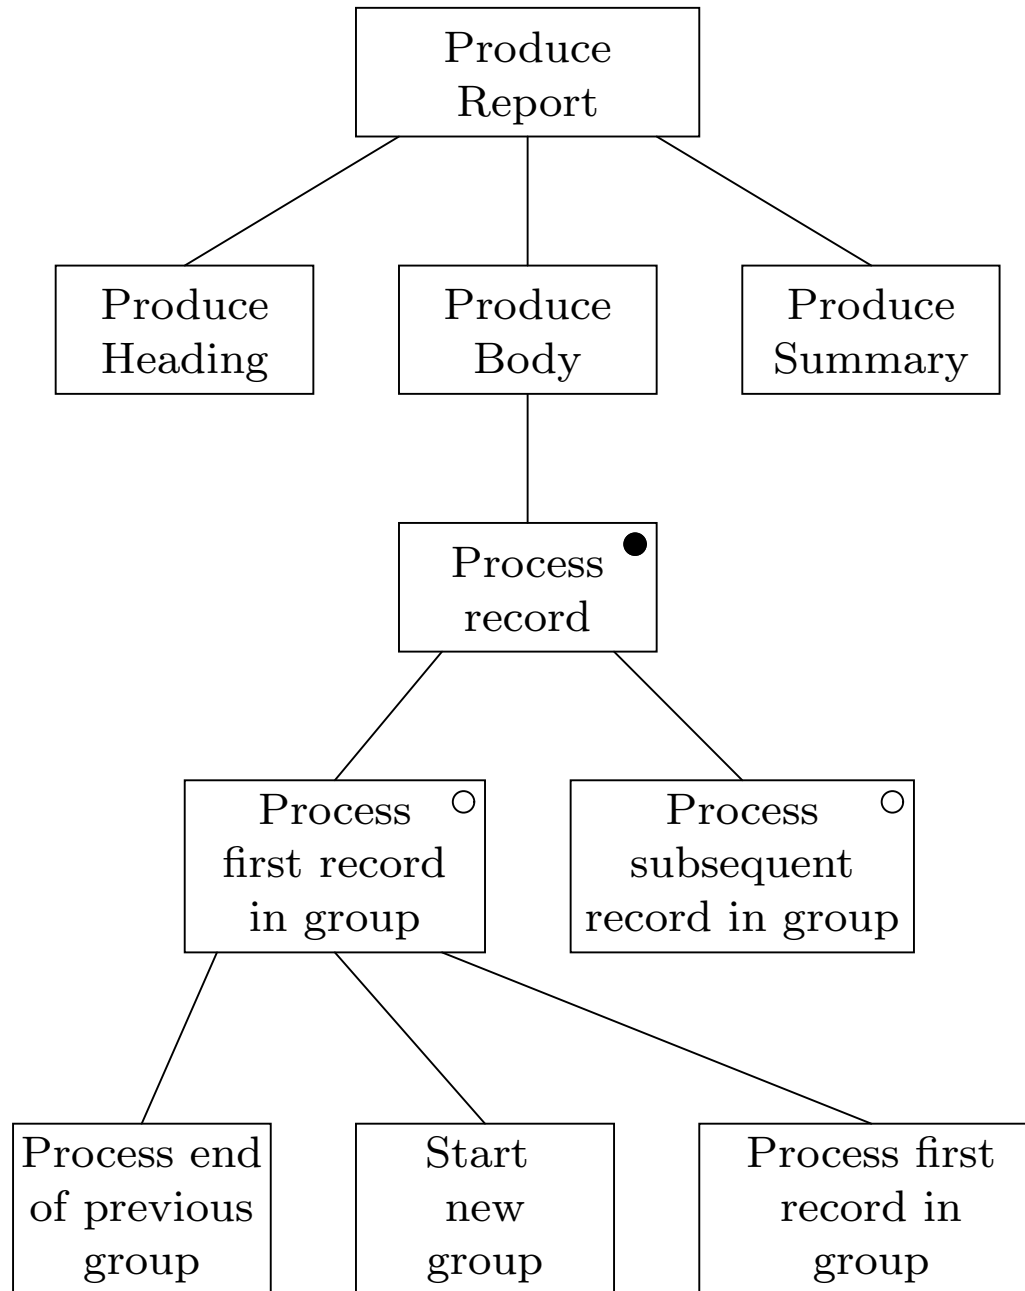 Produce
Report
Produce
Heading
Produce
Body
Produce
Summary
Process
record
Process
first record
in group
Process
subsequent
record in group
Process end
of previous
group
Start
new
group
Process first
record in
group